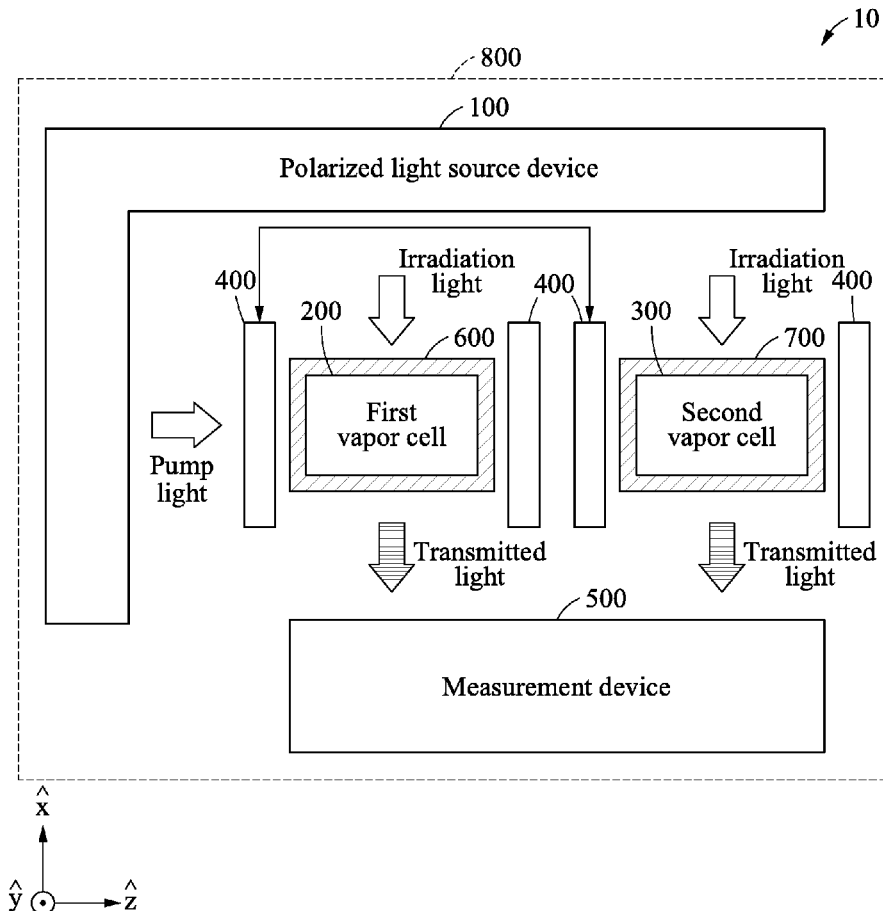 10
800
100
Polarized light source device
Irradiation
light
Irradiation
light
400
400
400
200
600
300
700
First
vapor cell
Second
vapor cell
Pump
light
Transmitted
light
Transmitted
light
500
Measurement device
x̂
ŷ
ẑ